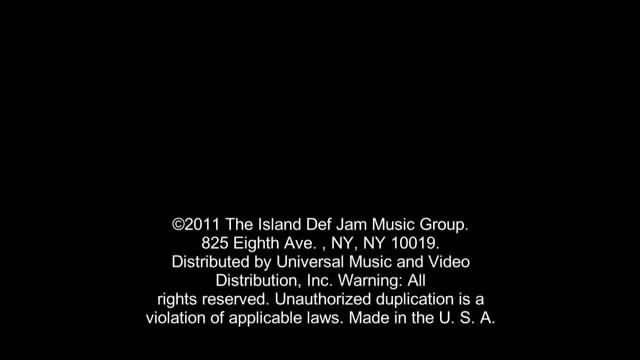 ©2011 The Island Def Jam Music Group.
825 Eighth Ave. , NY, NY 10019.
Distributed by Universal Music and Video
Distribution, Inc. Warning: All
rights reserved. Unauthorized duplication is a
violation of applicable laws. Made in the U. S. A.